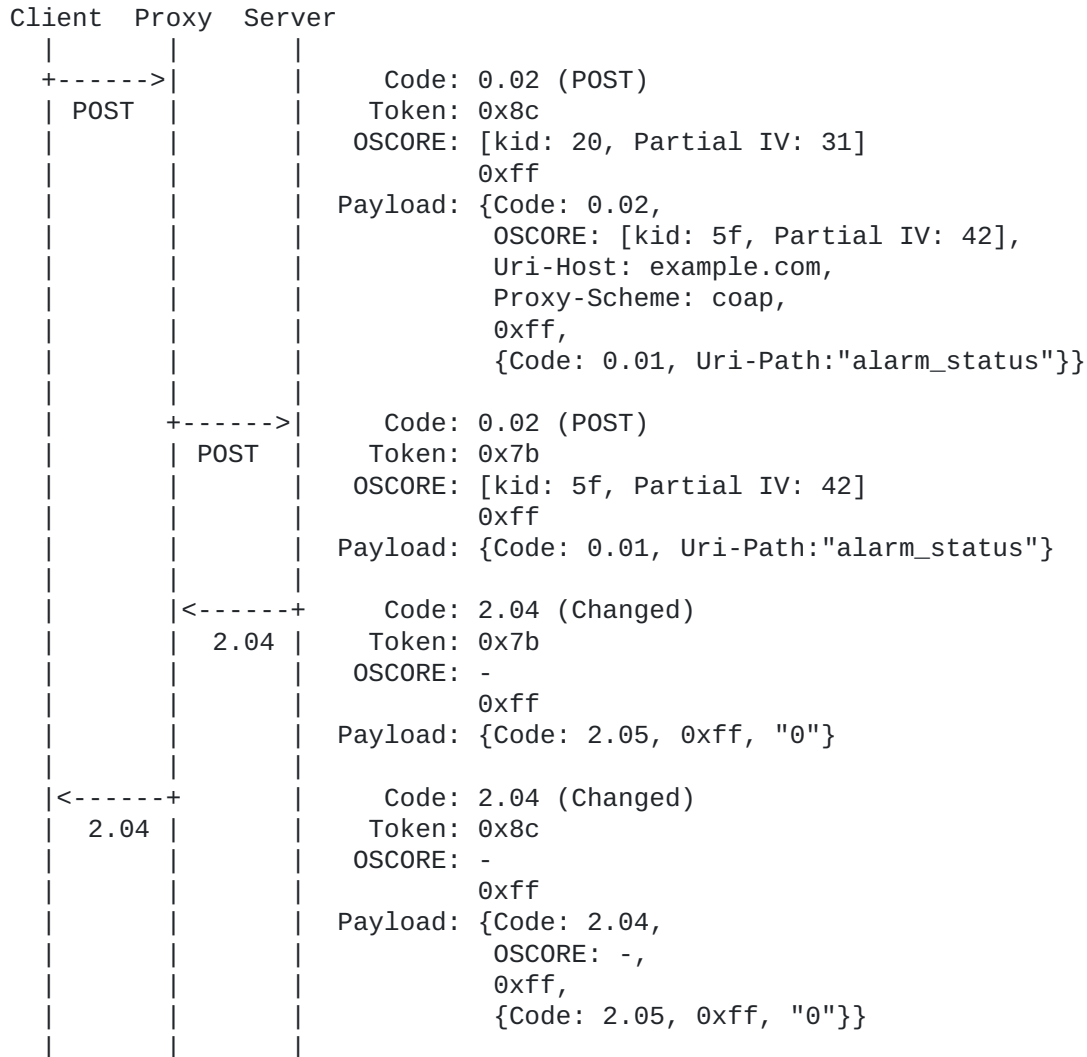 Client  Proxy  Server
  |       |       |
  +------>|       |     Code: 0.02 (POST)
  | POST  |       |    Token: 0x8c
  |       |       |   OSCORE: [kid: 20, Partial IV: 31]
  |       |       |           0xff
  |       |       |  Payload: {Code: 0.02,
  |       |       |            OSCORE: [kid: 5f, Partial IV: 42],
  |       |       |            Uri-Host: example.com,
  |       |       |            Proxy-Scheme: coap,
  |       |       |            0xff,
  |       |       |            {Code: 0.01, Uri-Path:"alarm_status"}}
  |       |       |
  |       +------>|     Code: 0.02 (POST)
  |       | POST  |    Token: 0x7b
  |       |       |   OSCORE: [kid: 5f, Partial IV: 42]
  |       |       |           0xff
  |       |       |  Payload: {Code: 0.01, Uri-Path:"alarm_status"}
  |       |       |
  |       |<------+     Code: 2.04 (Changed)
  |       |  2.04 |    Token: 0x7b
  |       |       |   OSCORE: -
  |       |       |           0xff
  |       |       |  Payload: {Code: 2.05, 0xff, "0"}
  |       |       |
  |<------+       |     Code: 2.04 (Changed)
  |  2.04 |       |    Token: 0x8c
  |       |       |   OSCORE: -
  |       |       |           0xff
  |       |       |  Payload: {Code: 2.04,
  |       |       |            OSCORE: -,
  |       |       |            0xff,
  |       |       |            {Code: 2.05, 0xff, "0"}}
  |       |       |